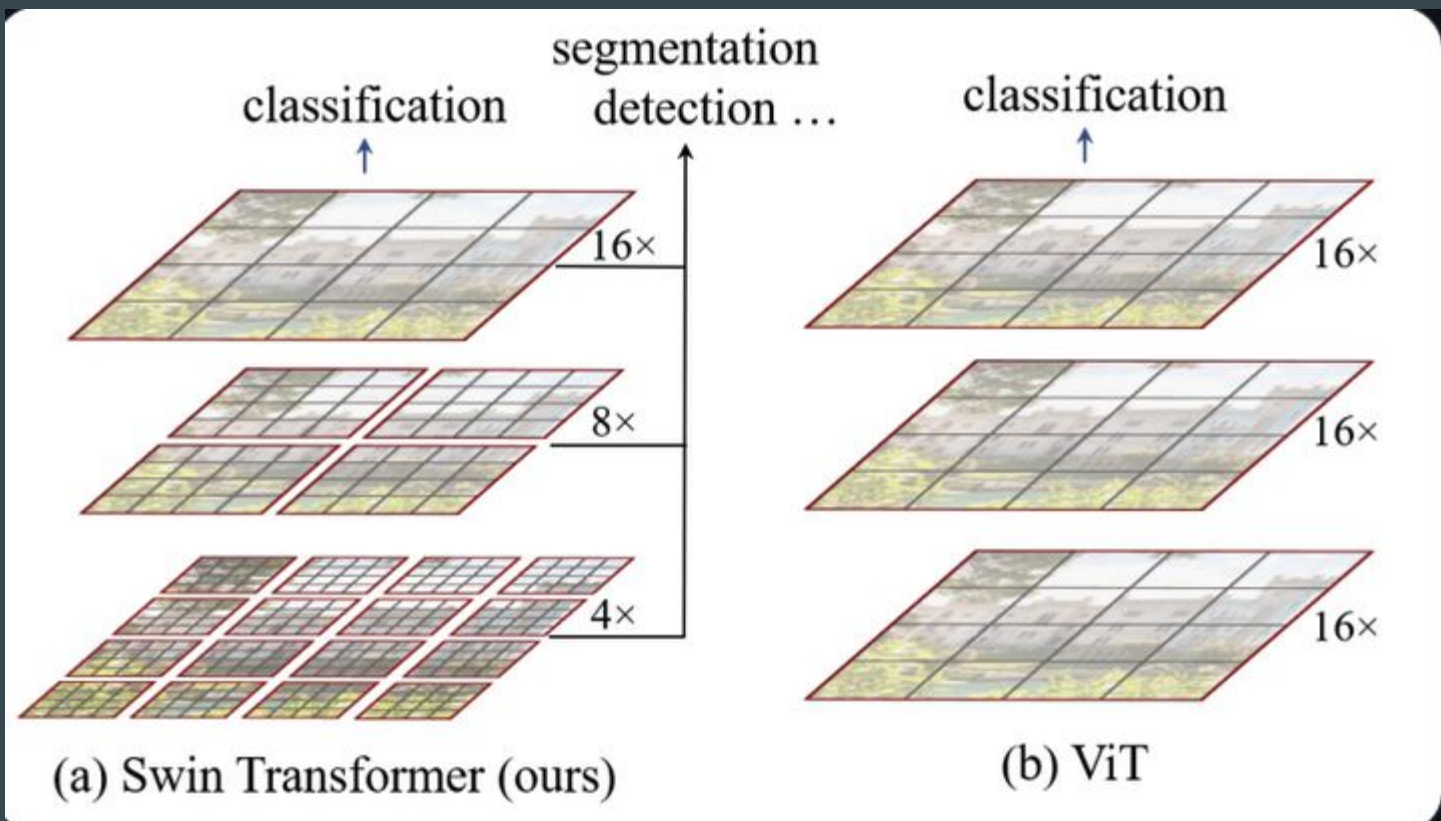 segmentation
classification
detection …
classification
16×
8×
4×
16×
16×
16×
(a) Swin Transformer (ours)
(b) ViT